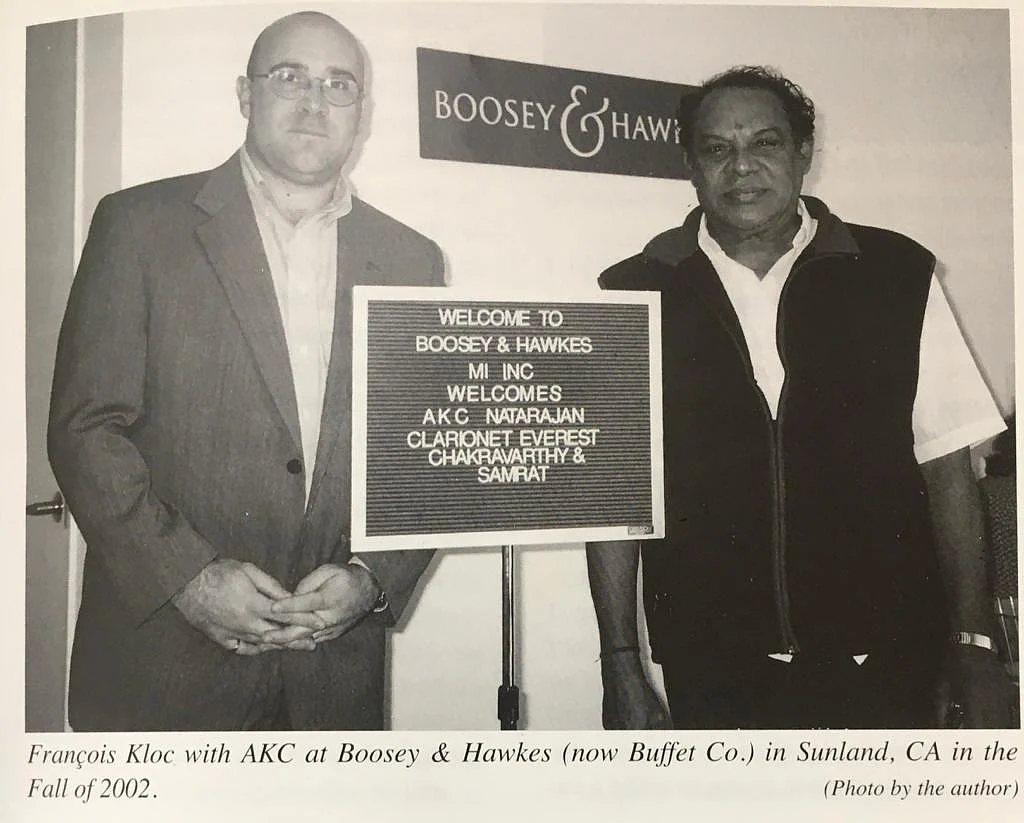 BOOSEY & HAWK
WELCOME TO
BOOSEY & HAWKES
MI INC
WELCOMES
AKC NATARAJAN
CLARIONET EVEREST
CHAKRAVARTHY &
SAMRAT
François Kloc with AKC at Boosey & Hawkes (now Buffet Co.) in Sunland, CA in the
Fall of 2002. (Photo by the author)